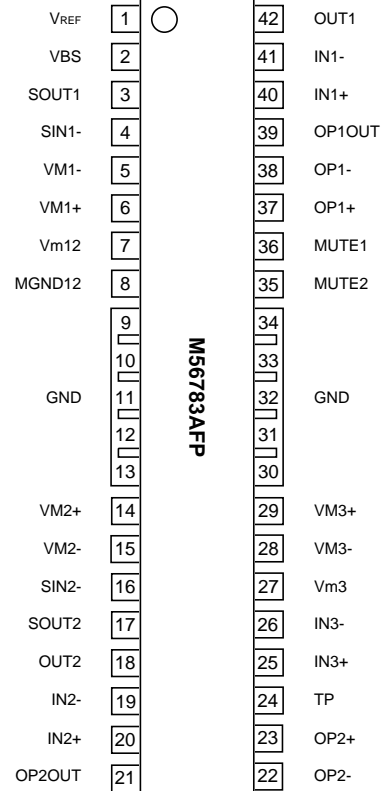 VREF 1 42 OUT1
VBS 2 41 IN1-
SOUT1 3 40 IN1+
SIN1- 4 39 OP1OUT
VM1- 5 38 OP1-
VM1+ 6 37 OP1+
Vm12 7 36 MUTE1
MGND12 8 35 MUTE2
9 34
10 33
GND 11 32 GND
12 31
13 30
M56783AFP
VM2+ 14 29 VM3+
VM2- 15 28 VM3-
SIN2- 16 27 Vm3
SOUT2 17 26 IN3-
OUT2 18 25 IN3+
IN2- 19 24 TP
IN2+ 20 23 OP2+
OP2OUT 21 22 OP2-